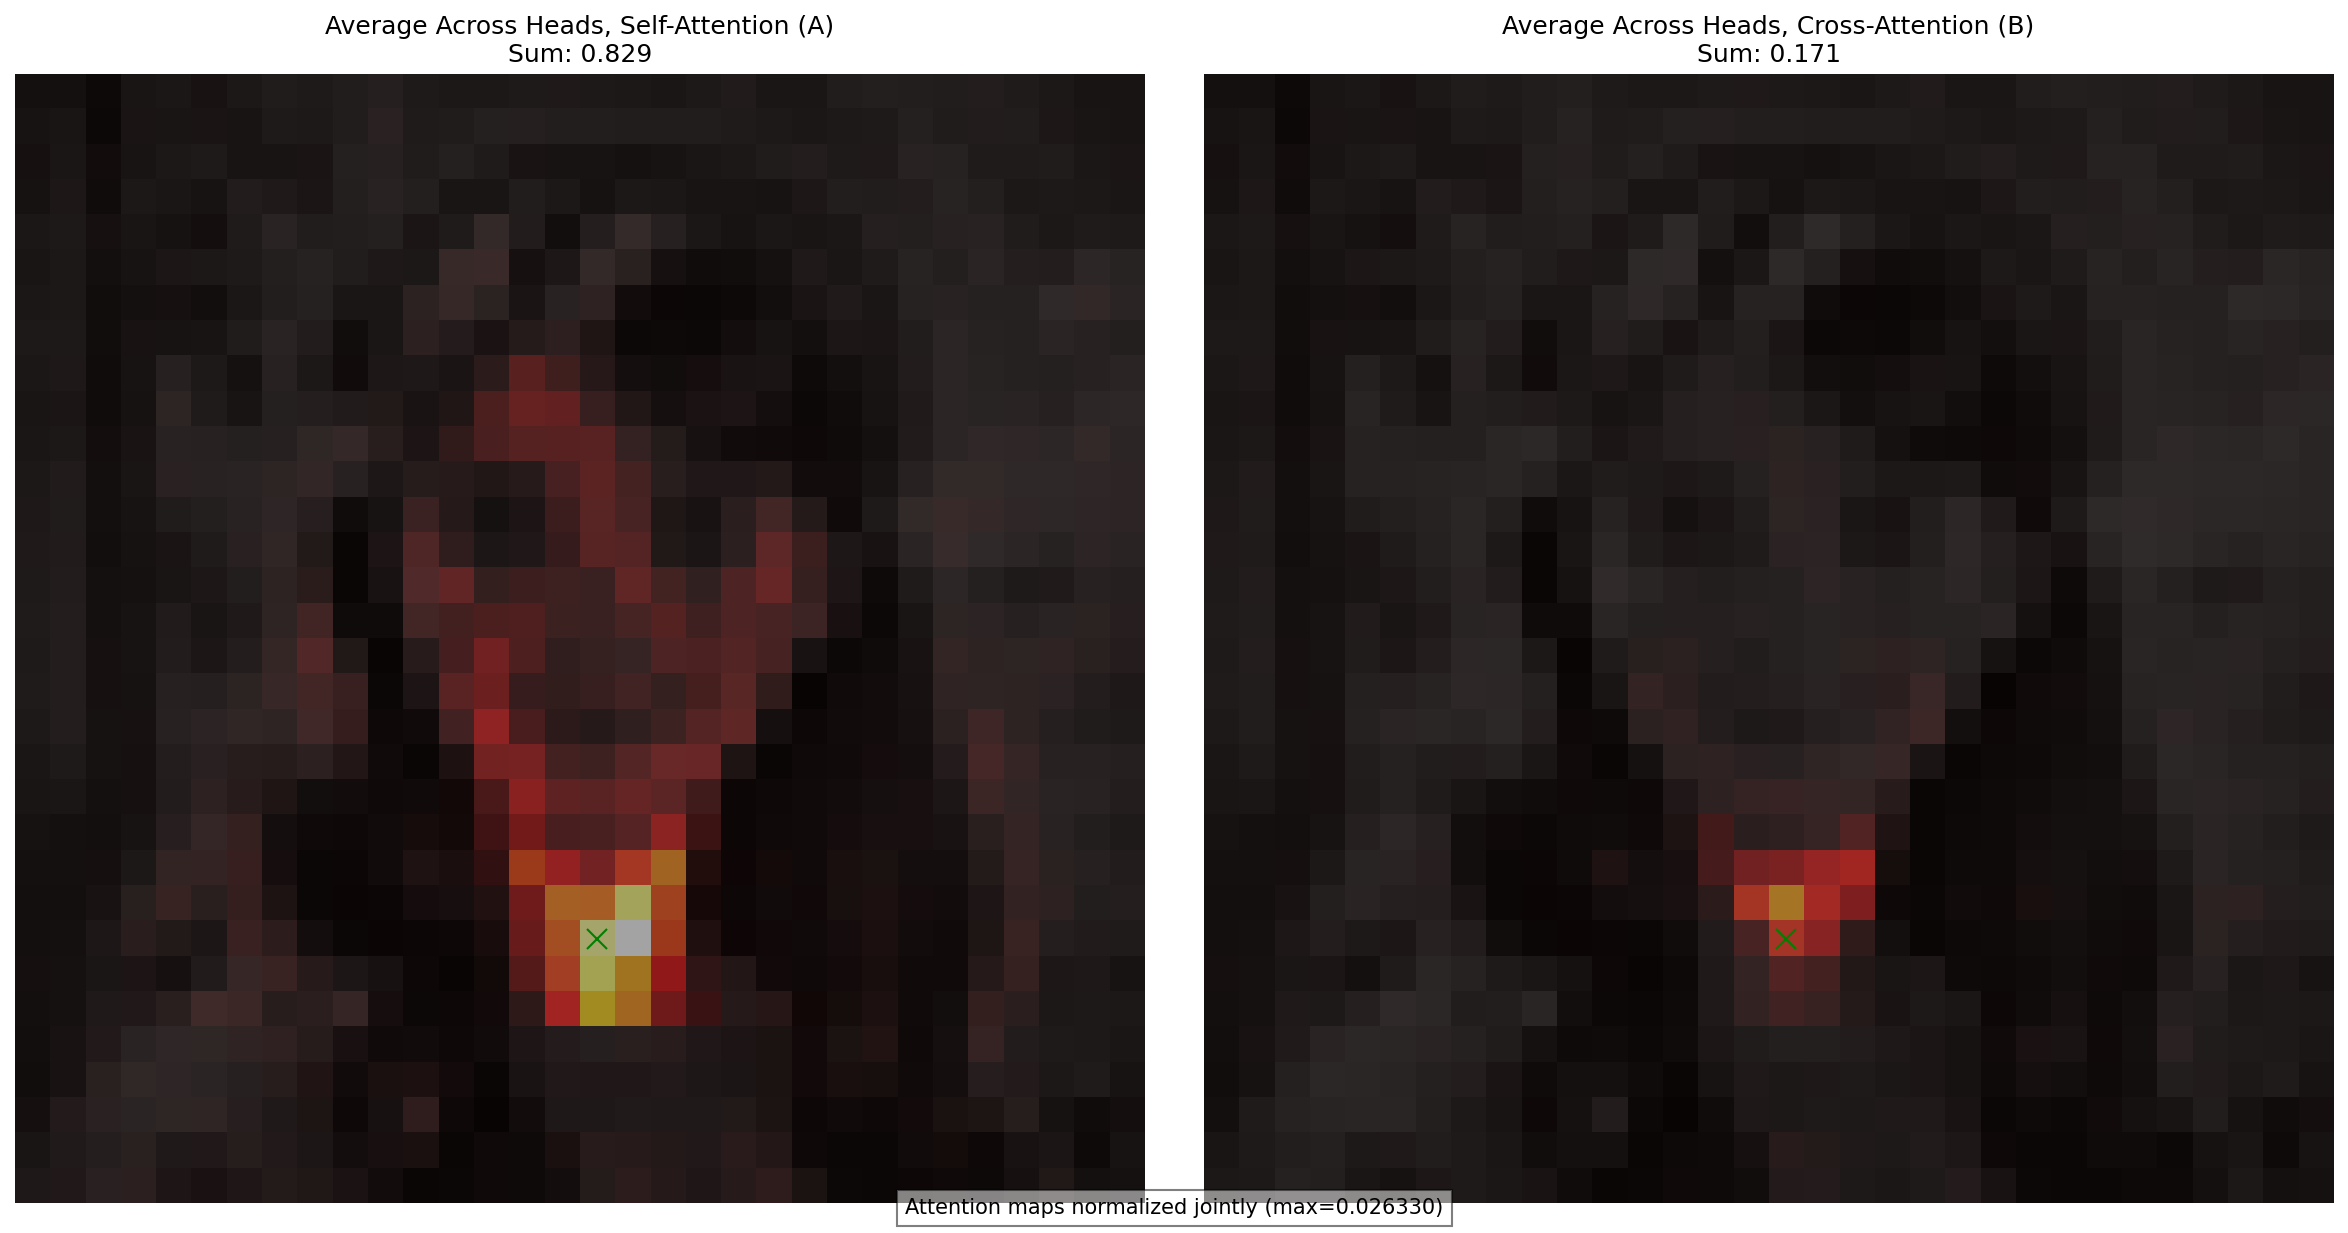 Average Across Heads, Self-Attention (A)
Sum: 0.829
Average Across Heads, Cross-Attention (B)
Sum: 0.171
Attention maps normalized jointly (max=0.026330)